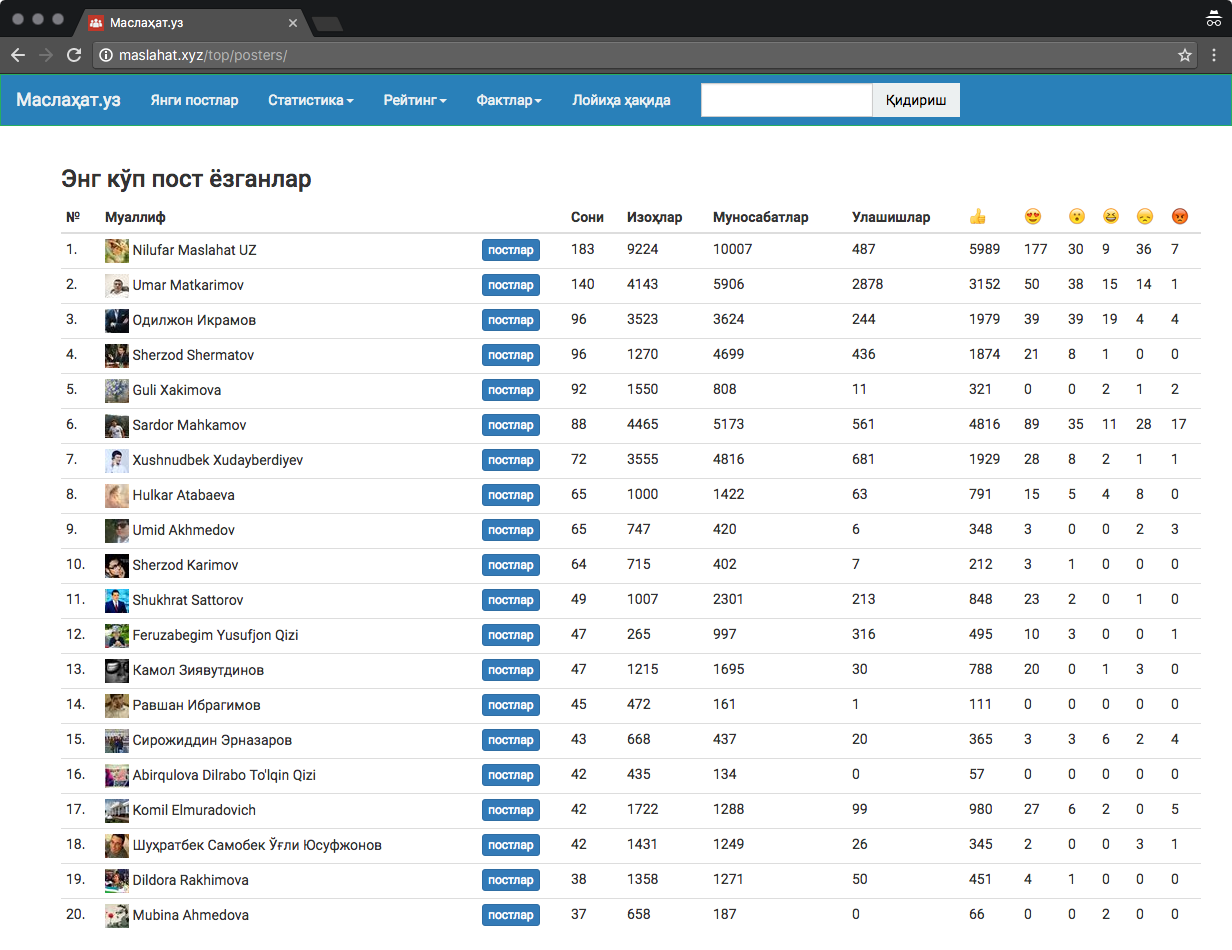 Маслаҳат.уз
maslahat.xyz/top/posters/
Маслаҳат.уз Янги постлар Статистика Рейтинг Фактлар Лойиҳа ҳақида Қидириш
Энг кўп пост ёзганлар
№ Муаллиф Сони Изоҳлар Муносабатлар Улашишлар 👍 😍 😮 😆 😞 😡
1. Nilufar Maslahat UZ постлар 183 9224 10007 487 5989 177 30 9 36 7
2. Umar Matkarimov постлар 140 4143 5906 2878 3152 50 38 15 14 1
3. Одилжон Икрамов постлар 96 3523 3624 244 1979 39 39 19 4 4
4. Sherzod Shermatov постлар 96 1270 4699 436 1874 21 8 1 0 0
5. Guli Xakimova постлар 92 1550 808 11 321 0 0 2 1 2
6. Sardor Mahkamov постлар 88 4465 5173 561 4816 89 35 11 28 17
7. Xushnudbek Xudayberdiyev постлар 72 3555 4816 681 1929 28 8 2 1 1
8. Hulkar Atabaeva постлар 65 1000 1422 63 791 15 5 4 8 0
9. Umid Akhmedov постлар 65 747 420 6 348 3 0 0 2 3
10. Sherzod Karimov постлар 64 715 402 7 212 3 1 0 0 0
11. Shukhrat Sattorov постлар 49 1007 2301 213 848 23 2 0 1 0
12. Feruzabegim Yusufjon Qizi постлар 47 265 997 316 495 10 3 0 0 1
13. Камол Зиявутдинов постлар 47 1215 1695 30 788 20 0 1 3 0
14. Равшан Ибрагимов постлар 45 472 161 1 111 0 0 0 0 0
15. Сирожиддин Эрназаров постлар 43 668 437 20 365 3 3 6 2 4
16. Abirqulova Dilrabo To'lqin Qizi постлар 42 435 134 0 57 0 0 0 0 0
17. Komil Elmuradovich постлар 42 1722 1288 99 980 27 6 2 0 5
18. Шуҳратбек Самобек Ўғли Юсуфжонов постлар 42 1431 1249 26 345 2 0 0 3 1
19. Dildora Rakhimova постлар 38 1358 1271 50 451 4 1 0 0 0
20. Mubina Ahmedova постлар 37 658 187 0 66 0 0 2 0 0